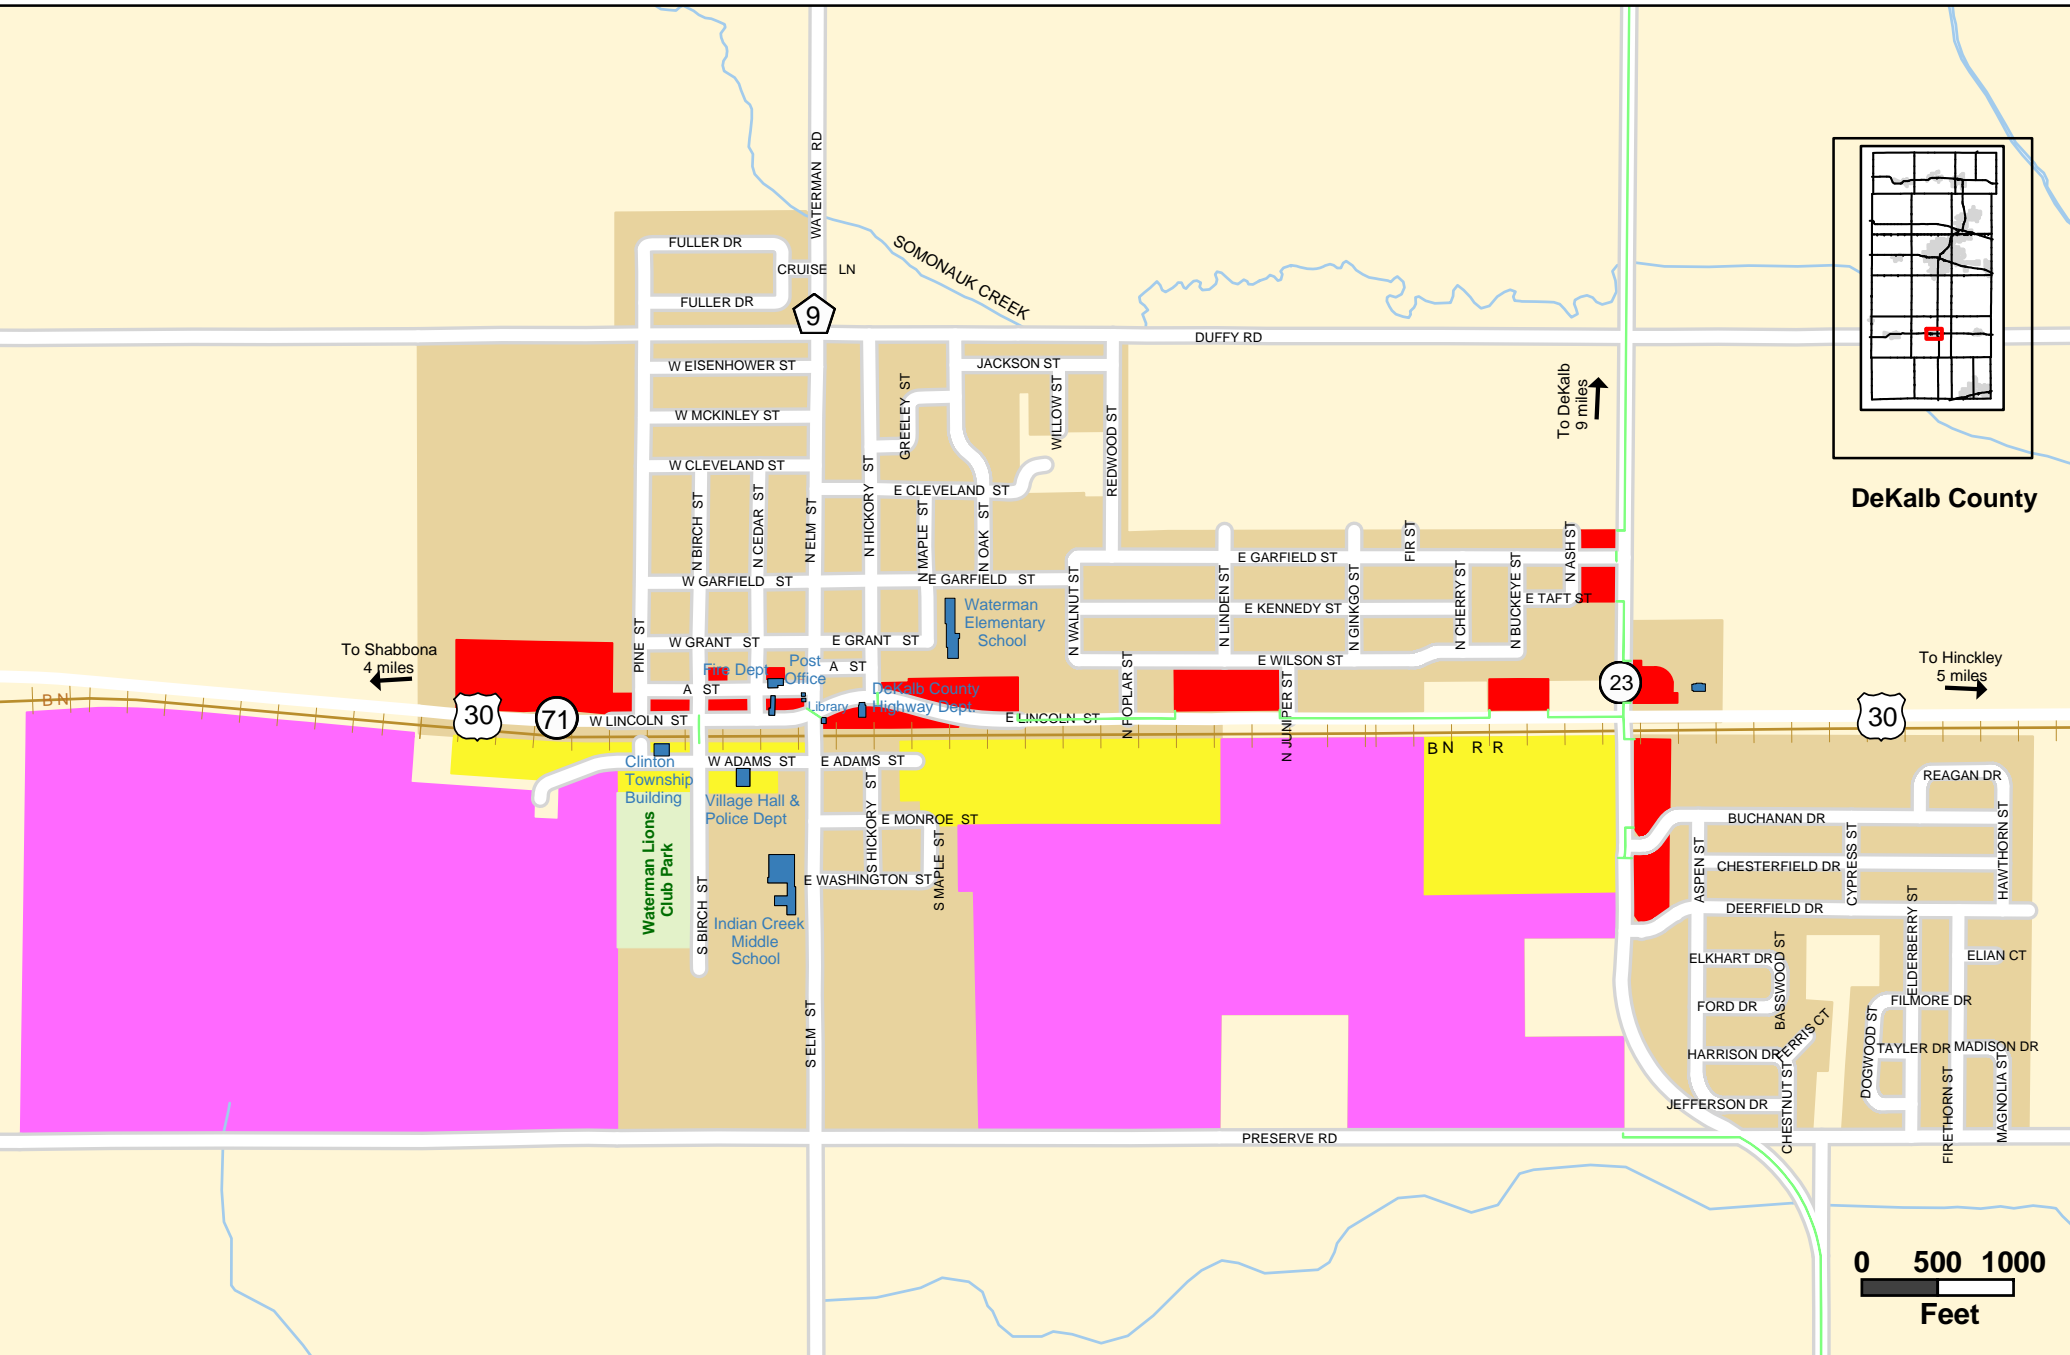 WATERMAN RD
FULLER DR
CRUISE LN
FULLER DR
SOMONAUK CREEK
9
DUFFY RD
W EISENHOWER ST
JACKSON ST
GREELEY ST
WILLOW ST
W MCKINLEY ST
REDWOOD ST
To DeKalb
9 miles
DeKalb County
W CLEVELAND ST
E CLEVELAND ST
N BIRCH ST
N CEDAR ST
N ELM ST
N HICKORY ST
N MAPLE ST
N OAK ST
FIR ST
N ASH ST
W GARFIELD ST
E GARFIELD ST
E GARFIELD ST
N WALNUT ST
N LINDEN ST
N GINKGO ST
N CHERRY ST
N BUCKEYE ST
E TAFT ST
E KENNEDY ST
Waterman
Elementary
School
PINE ST
W GRANT ST
E GRANT ST
E WILSON ST
To Shabbona
4 miles
To Hinckley
5 miles
Fire Dept
Post
Office
A ST
A ST
DeKalb County
Highway Dept.
Library
N POPLAR ST
N JUNIPER ST
23
BN
30
71
W LINCOLN ST
E LINCOLN ST
30
BN R R
Clinton
Township
Building
W ADAMS ST
E ADAMS ST
Village Hall &
Police Dept
S HICKORY ST
E MONROE ST
S MAPLE ST
E WASHINGTON ST
Waterman Lions
Club Park
S BIRCH ST
Indian Creek
Middle
School
S ELM ST
REAGAN DR
BUCHANAN DR
ASPEN ST
CYPRESS ST
HAWTHORN ST
CHESTERFIELD DR
DEERFIELD DR
ELDERBERRY ST
ELKHART DR
BASSWOOD ST
ELIAN CT
FORD DR
FILMORE DR
FERRIS CT
DOGWOOD ST
HARRISON DR
TAYLER DR
MADISON DR
CHESTNUT ST
FIRETHORN ST
MAGNOLIA ST
JEFFERSON DR
PRESERVE RD
0 500 1000
Feet